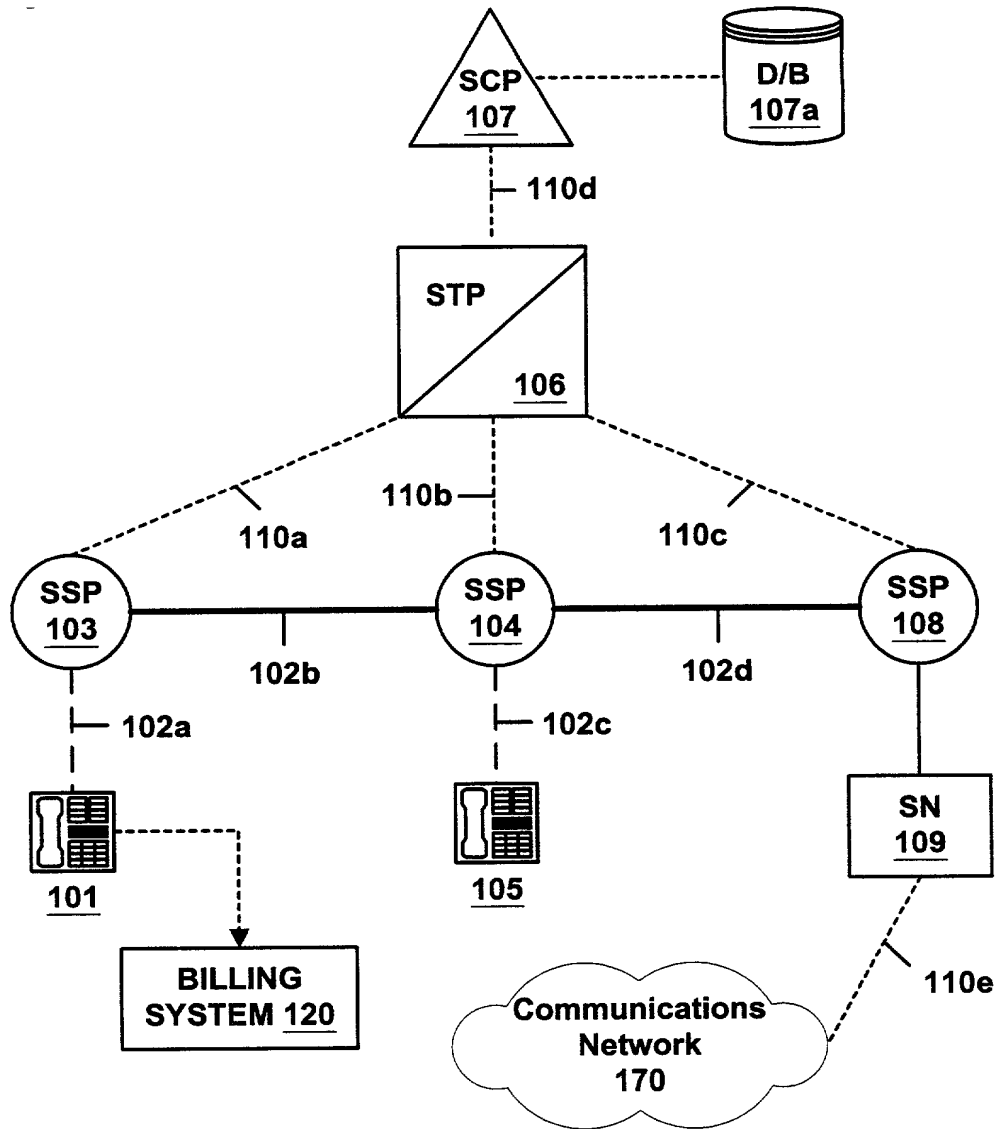 SCP
107
D/B
107a
110d
STP
106
110a
110b
110c
SSP
103
SSP
104
SSP
108
102b
102d
102a
102c
SN
109
101
105
110e
BILLING
SYSTEM 120
Communications
Network
170